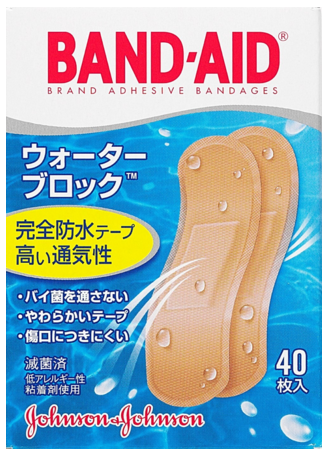 BAND-AID®
BRAND ADHESIVE BANDAGES
ウォーター
ブロック™
完全防水テープ
高い通気性
・バイ菌を通さない
・やわらかいテープ
・傷口につきにくい
滅菌済
低アレルギー性
粘着剤使用
40
枚入
Johnson&Johnson